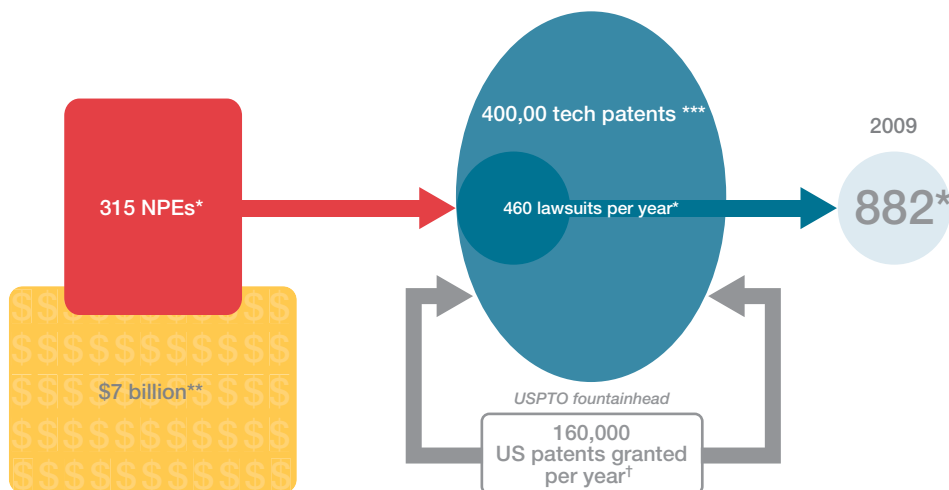 315 NPEs*
$7 billion**
400,00 tech patents ***
460 lawsuits per year*
2009
882*
USPTO fountainhead
160,000
US patents granted
per year†